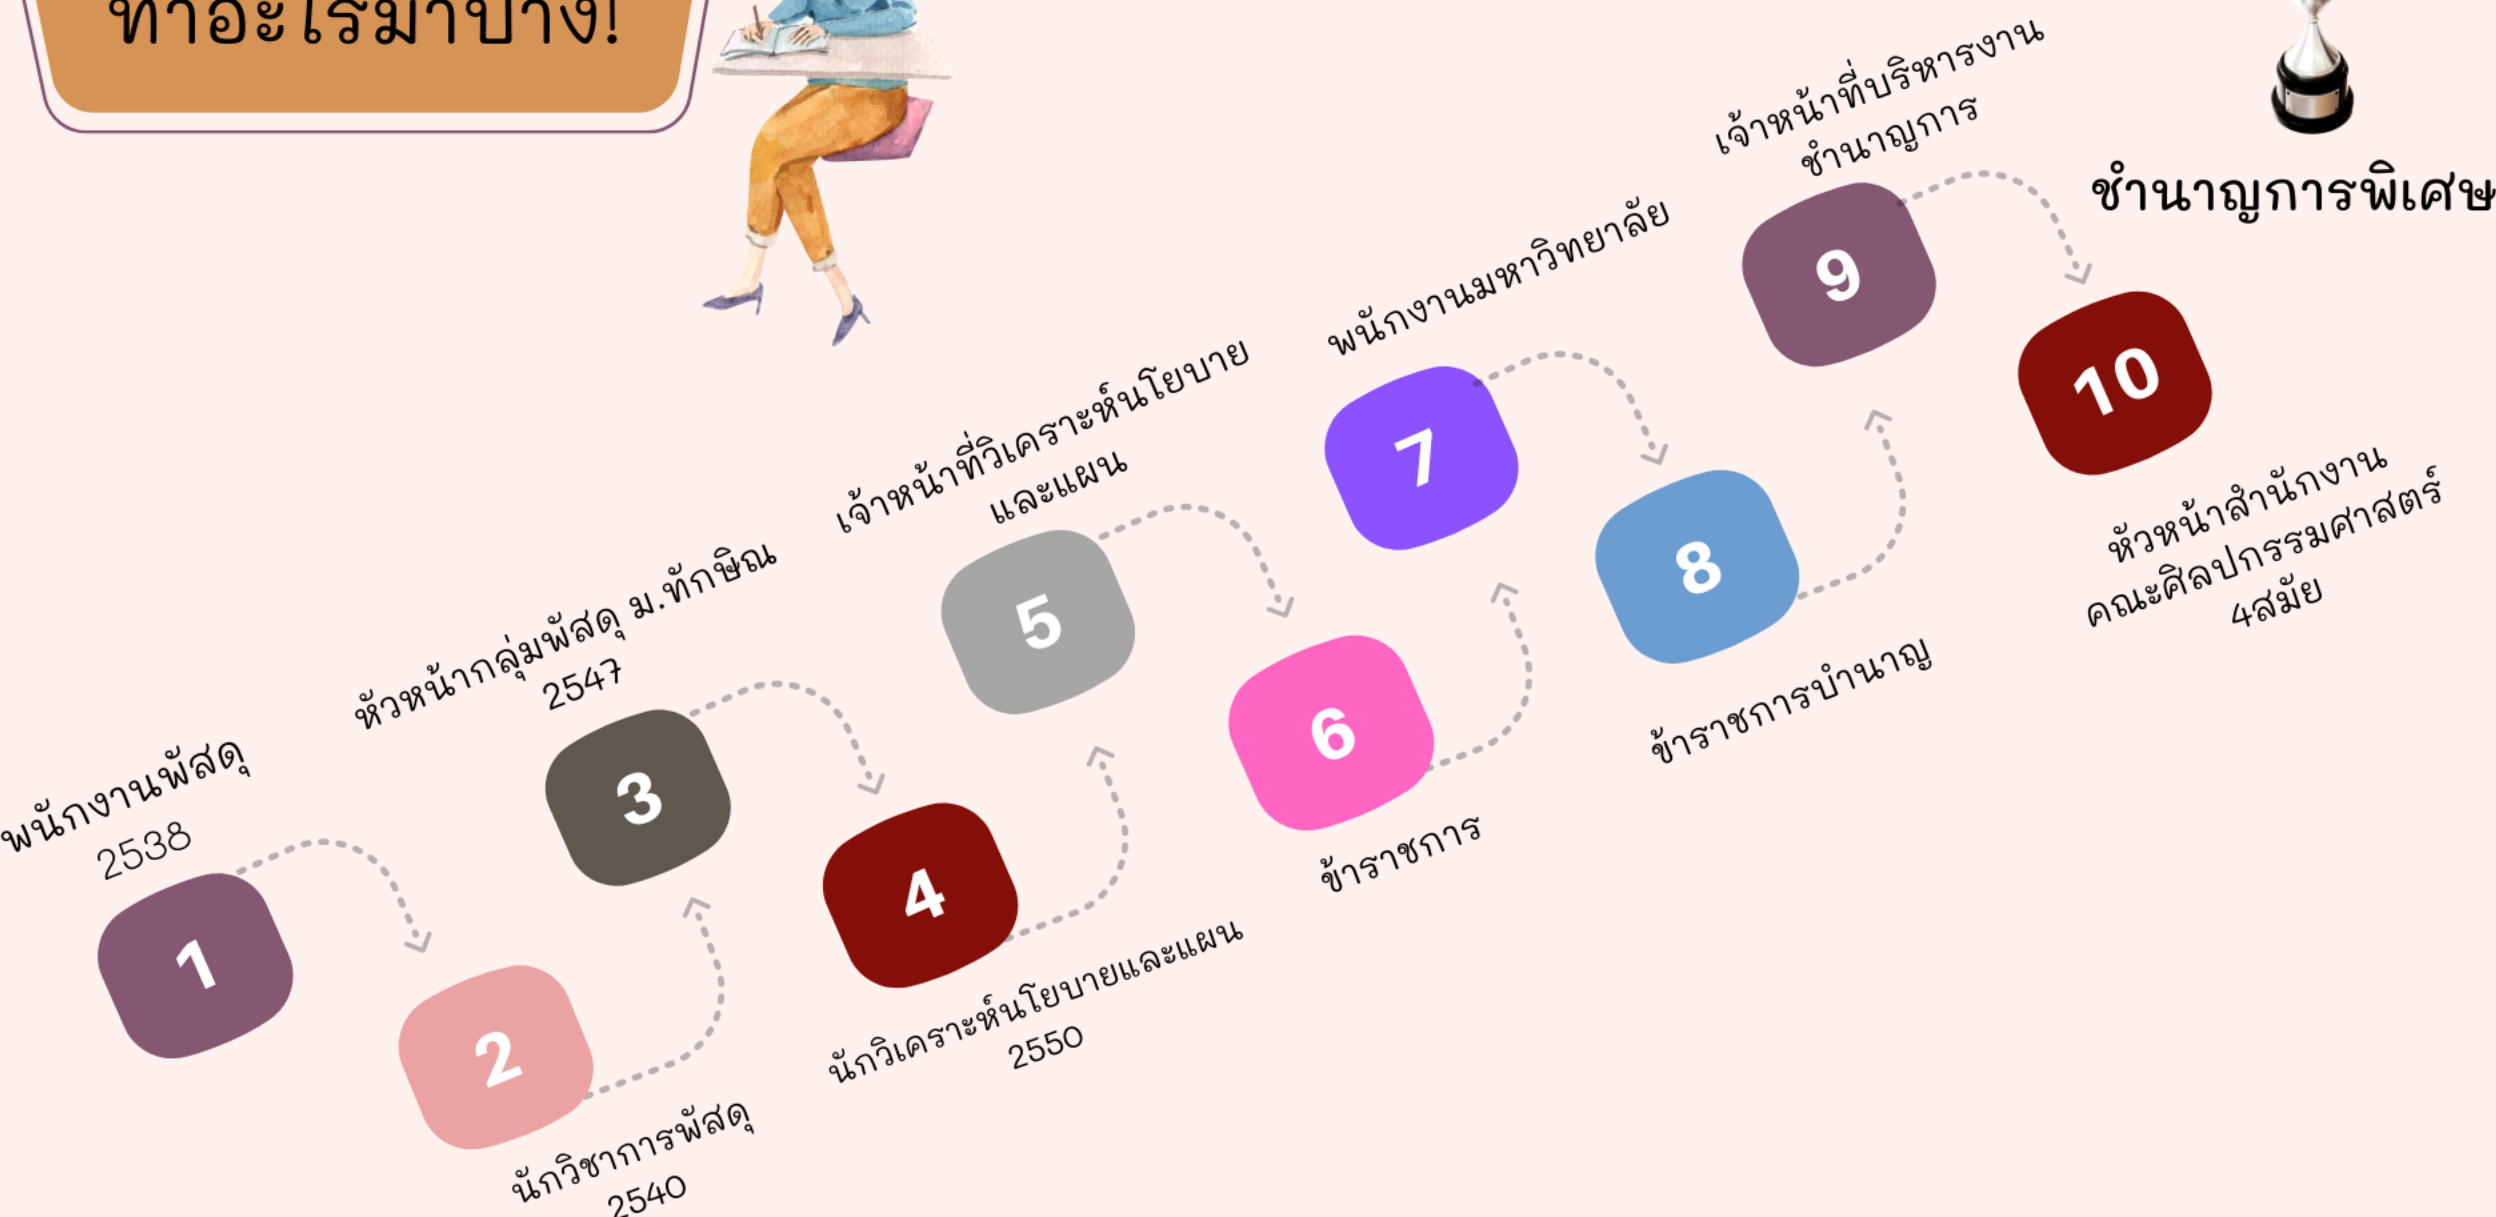 ทำอะไรมาบ้าง!
พนักงานพัสดุ
2538
1
2
นักวิชาการพัสดุ
2540
หัวหน้ากลุ่มพัสดุ ม.ทักษิณ
2547
3
4
นักวิเคราะห์นโยบายและแผน
2550
เจ้าหน้าที่วิเคราะห์นโยบาย
และแผน
5
6
ข้าราชการ
พนักงานมหาวิทยาลัย
7
8
ข้าราชการบำนาญ
เจ้าหน้าที่บริหารงาน
ชำนาญการ
9
ชำนาญการพิเศษ
10
หัวหน้าสำนักงาน
คณะศิลปกรรมศาสตร์
4สมัย